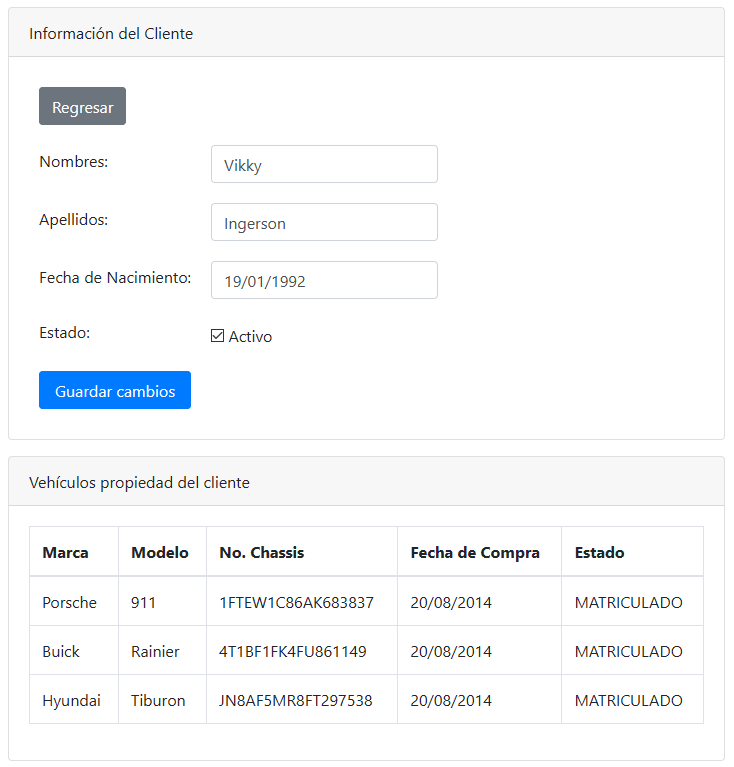 Información del Cliente
Regresar
Nombres: Vikky
Apellidos: Ingerson
Fecha de Nacimiento: 19/01/1992
Estado: Activo
Guardar cambios
Vehículos propiedad del cliente
Marca Modelo No. Chassis Fecha de Compra Estado
Porsche 911 1FTEW1C86AK683837 20/08/2014 MATRICULADO
Buick Rainier 4T1BF1FK4FU861149 20/08/2014 MATRICULADO
Hyundai Tiburon JN8AF5MR8FT297538 20/08/2014 MATRICULADO